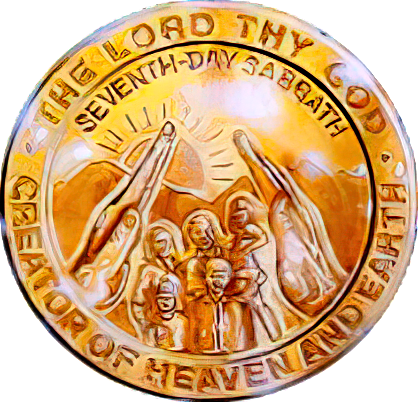 THE LORD THY GOD
SEVENTH-DAY SABBATH
CREATOR OF HEAVEN AND EARTH